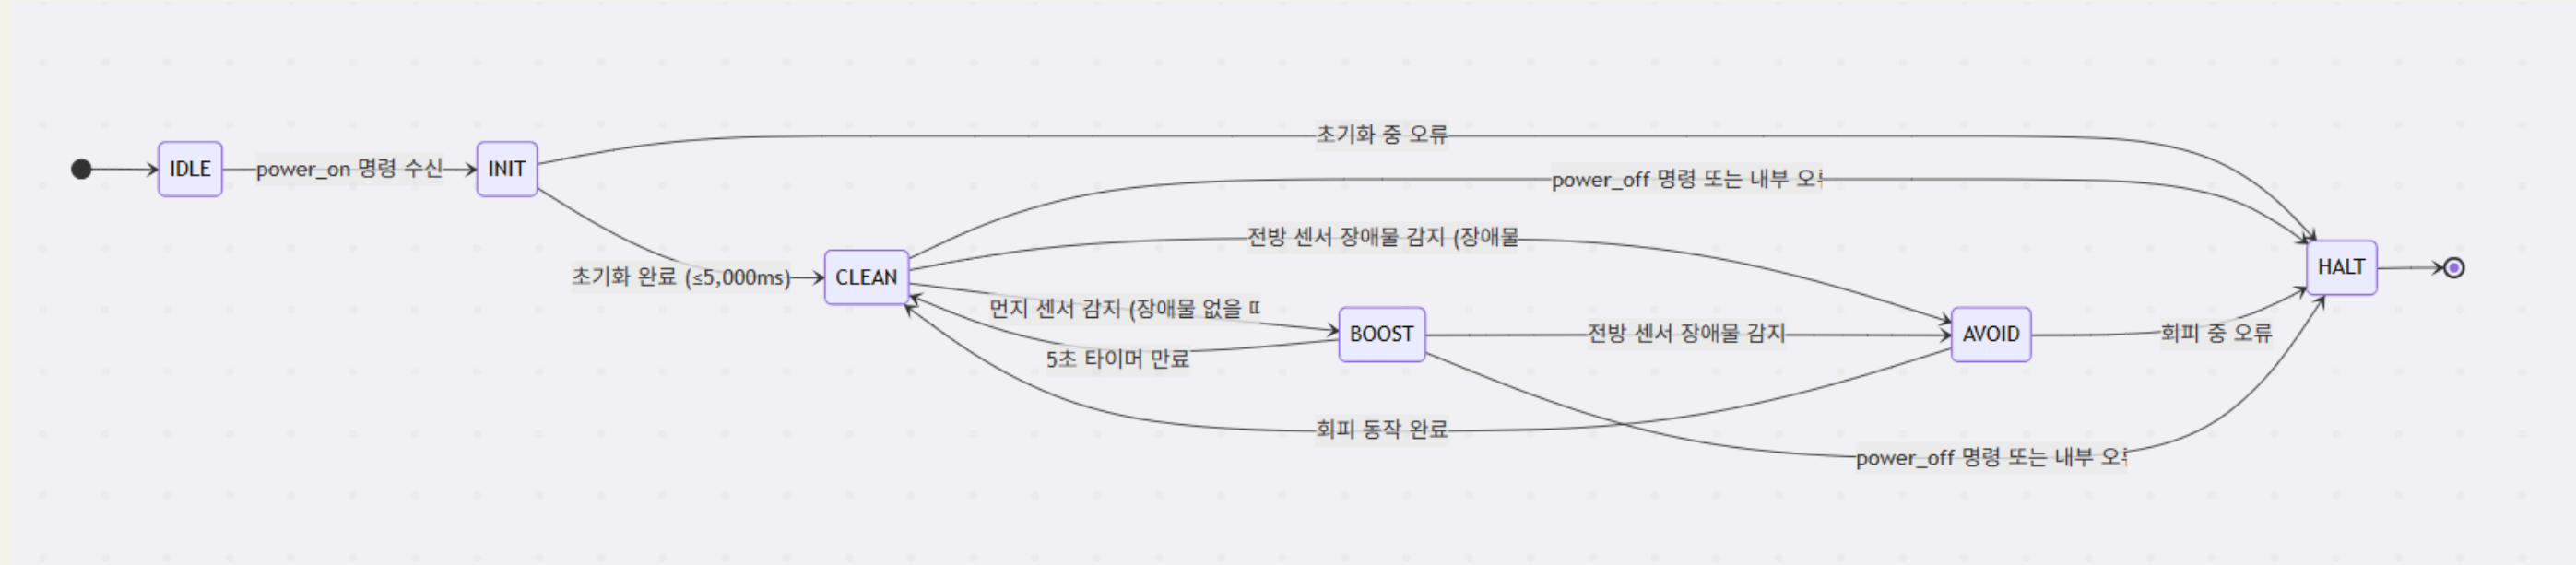 초기화 중 오류
IDLE
power_on 명령 수신
INIT
power_off 명령 또는 내부
전방 센서 장애물 감지 (장애물
초기화 완료 (≤5,000ms)
CLEAN
HALT
먼지 센서 감지 (장애물 없을
BOOST
전방 센서 장애물 감지
AVOID
회피 중 오류
5초 타이머 만료
회피 동작 완료
power_off 명령 또는 내부